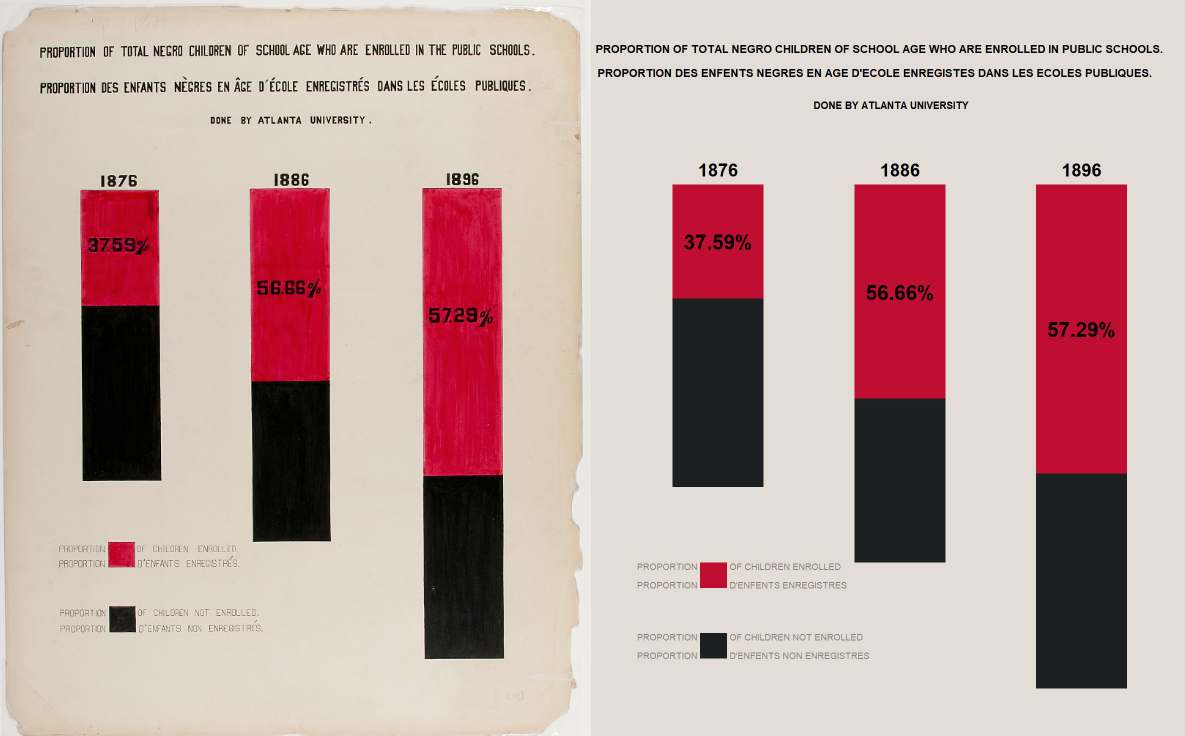 PROPORTION OF TOTAL NEGRO CHILDREN OF SCHOOL AGE WHO ARE ENROLLED IN THE PUBLIC SCHOOLS.
PROPORTION DES ENFANTS NÈGRES EN ÂGE D'ÉCOLE ENREGISTRÉS DANS LES ÉCOLES PUBLIQUES.
DONE BY ATLANTA UNIVERSITY.
1876
1886
1896
37.59%
56.66%
57.29%
PROPORTION OF CHILDREN ENROLLED.
PROPORTION D'ENFANTS ENREGISTRÉS.
PROPORTION OF CHILDREN NOT ENROLLED.
PROPORTION D'ENFANTS NON ENREGISTRÉS.
PROPORTION OF TOTAL NEGRO CHILDREN OF SCHOOL AGE WHO ARE ENROLLED IN PUBLIC SCHOOLS.
PROPORTION DES ENFENTS NEGRES EN AGE D'ECOLE ENREGISTES DANS LES ECOLES PUBLIQUES.
DONE BY ATLANTA UNIVERSITY
1876
1886
1896
37.59%
56.66%
57.29%
PROPORTION OF CHILDREN ENROLLED
PROPORTION D'ENFENTS ENREGISTRES
PROPORTION OF CHILDREN NOT ENROLLED
PROPORTION D'ENFENTS NON ENREGISTRES